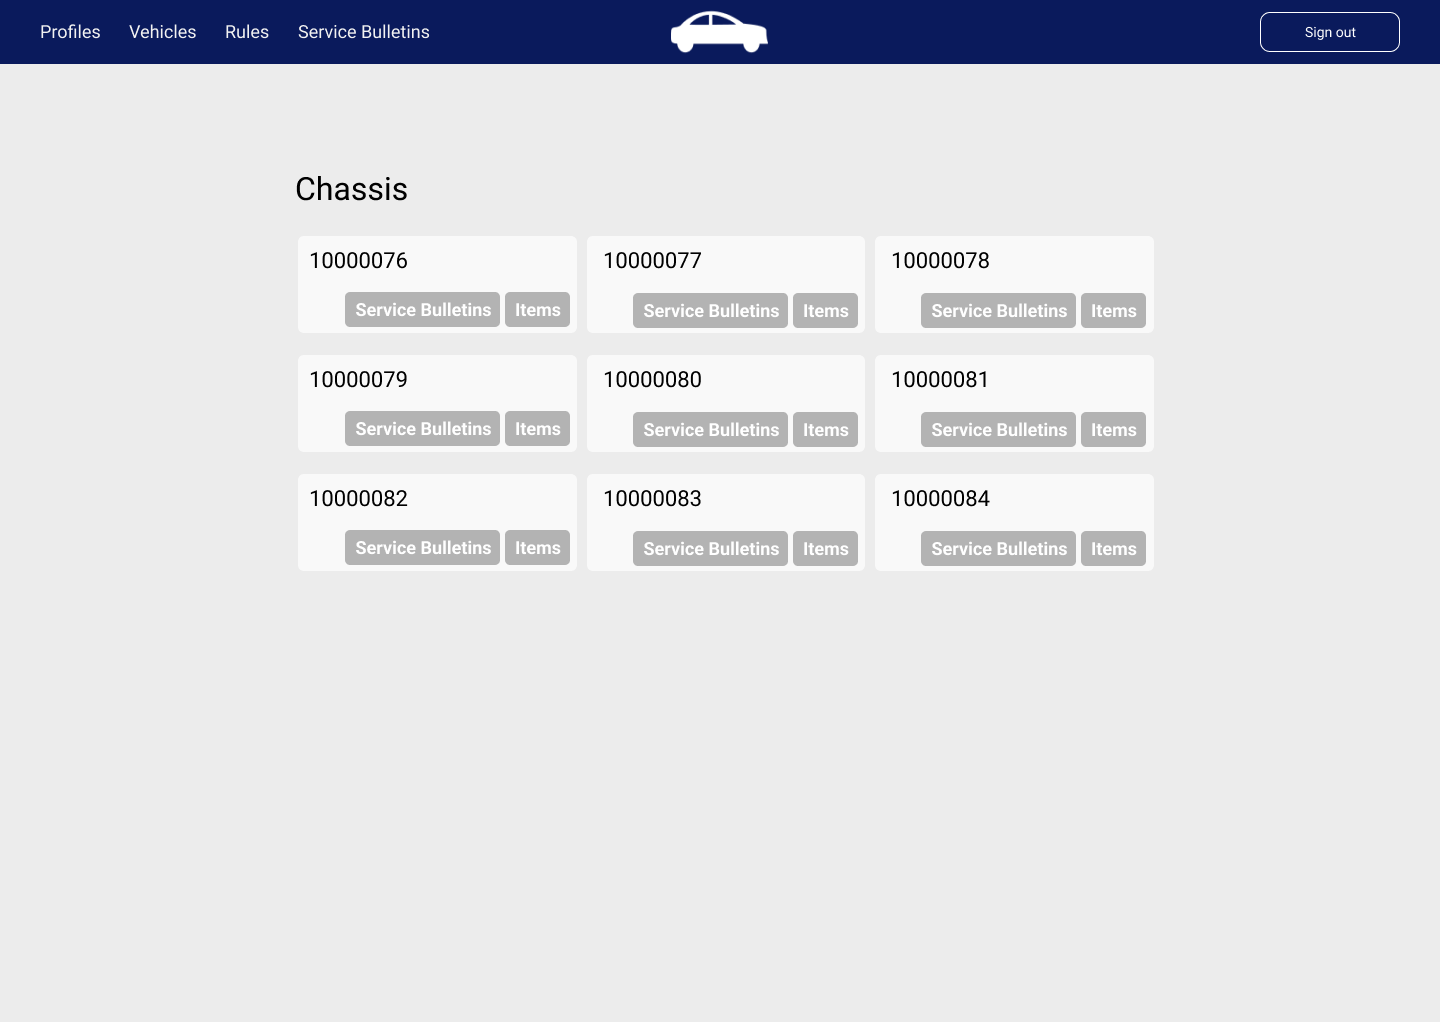 Profiles Vehicles Rules Service Bulletins Sign out
Chassis
10000076 10000077 10000078
Service Bulletins Items Service Bulletins Items Service Bulletins Items
10000079 10000080 10000081
Service Bulletins Items Service Bulletins Items Service Bulletins Items
10000082 10000083 10000084
Service Bulletins Items Service Bulletins Items Service Bulletins Items